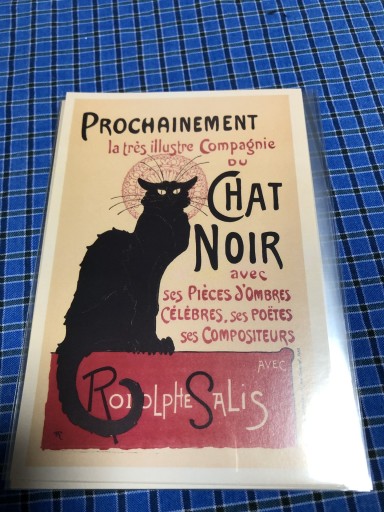 PROCHAINEMENT
la très illustre Compagnie
DU
CHAT
NOIR
avec
ses PIÈCES d'OMBRES
CÉLÈBRES, ses POËTES
ses COMPOSITEURS
AVEC
RODOLPHE SALIS